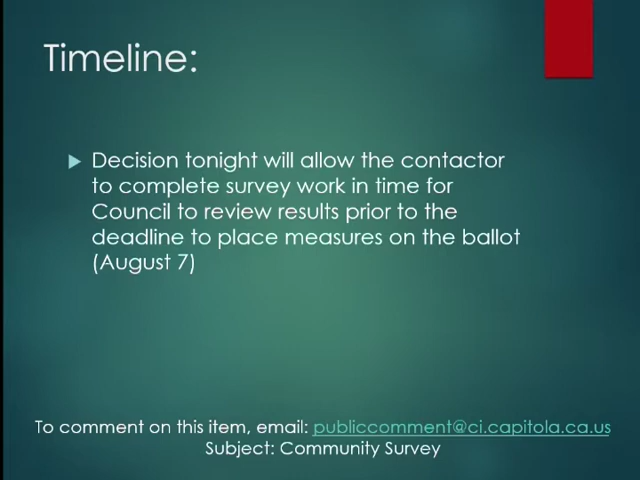 Timeline:
Decision tonight will allow the contactor
to complete survey work in time for
Council to review results prior to the
deadline to place measures on the ballot
(August 7)
To comment on this item, email: publiccomment@ci.capitola.ca.us
Subject: Community Survey